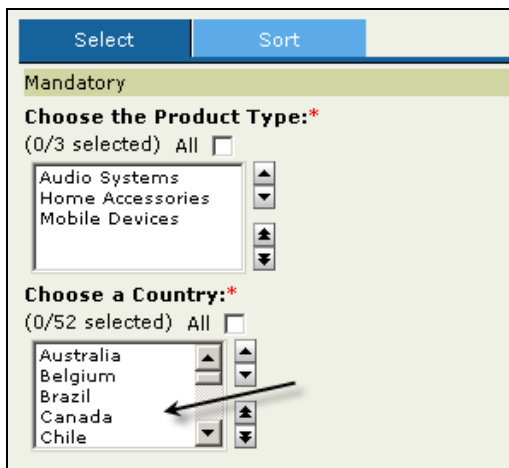 Select Sort
Mandatory
Choose the Product Type:*
(0/3 selected) All
Audio Systems
Home Accessories
Mobile Devices
Choose a Country:*
(0/52 selected) All
Australia
Belgium
Brazil
Canada
Chile